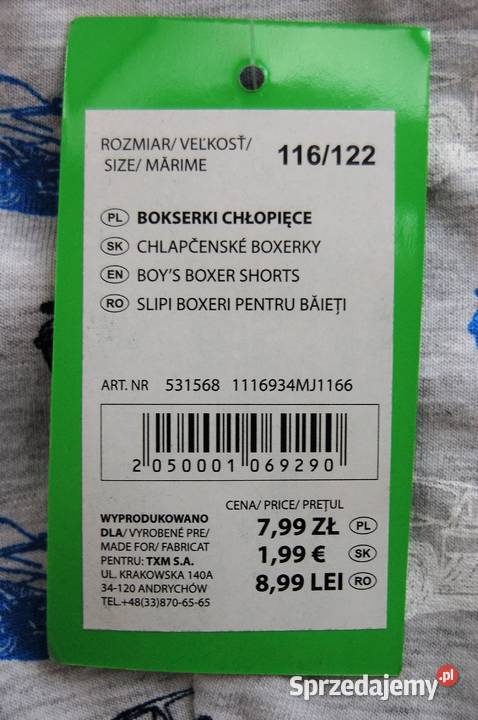 ROZMIAR/ VEĽKOSŤ/
SIZE/ MĂRIME
116/122
PL BOKSERKI CHŁOPIĘCE
SK CHLAPČENSKÉ BOXERKY
EN BOY'S BOXER SHORTS
RO SLIPI BOXERI PENTRU BĂIEȚI
ART. NR 531568 1116934MJ1166
2 050001 069290
CENA/ PRICE/ PREȚUL
7,99 ZŁ PL
1,99 € SK
8,99 LEI RO
WYPRODUKOWANO
DLA/ VYROBENÉ PRE/
MADE FOR/ FABRICAT
PENTRU: TXM S.A.
UL. KRAKOWSKA 140A
34-120 ANDRYCHÓW
TEL.+48(33)870-65-65
Sprzedajemy.pl